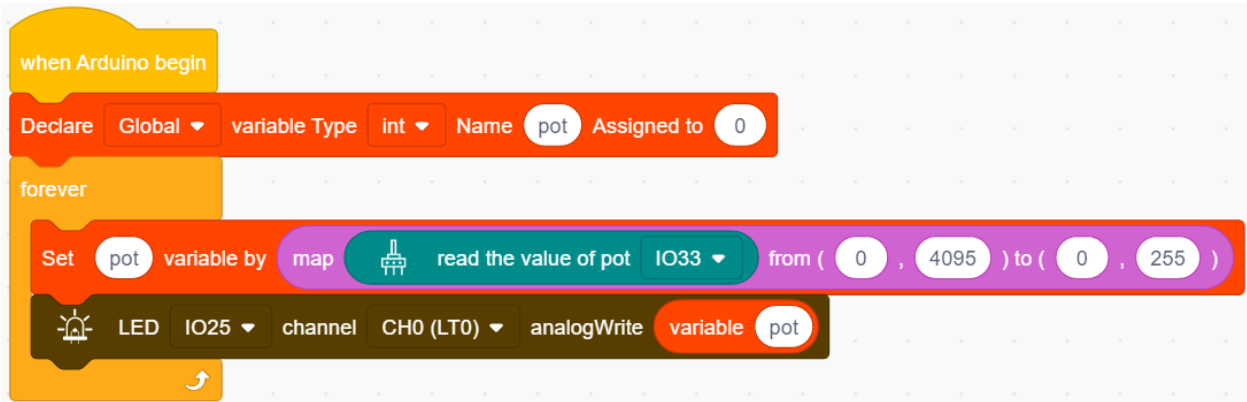 when Arduino begin
Declare Global variable Type int Name pot Assigned to 0
forever
Set pot variable by map read the value of pot IO33 from ( 0 , 4095 ) to ( 0 , 255 )
LED IO25 channel CH0 (LT0) analogWrite variable pot